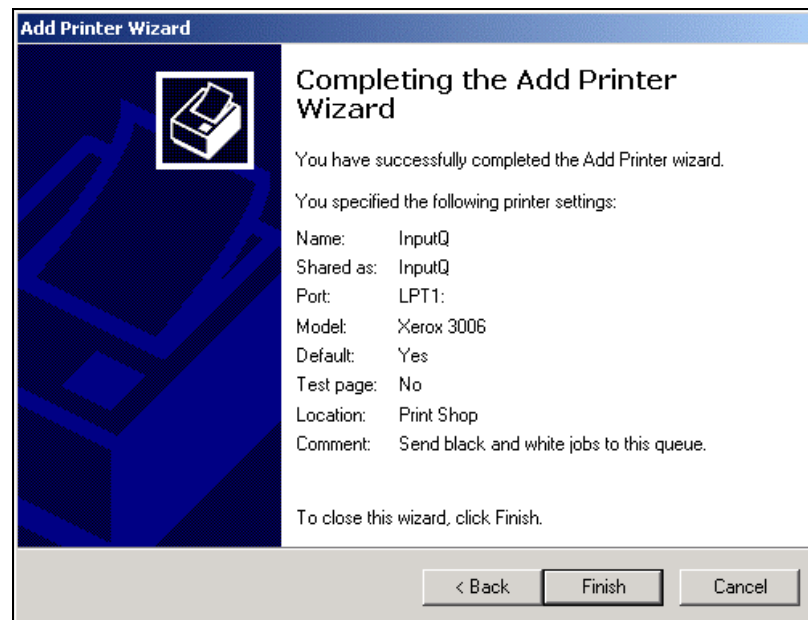 Add Printer Wizard
Completing the Add Printer
Wizard
You have successfully completed the Add Printer wizard.
You specified the following printer settings:
Name: InputQ
Shared as: InputQ
Port: LPT1:
Model: Xerox 3006
Default: Yes
Test page: No
Location: Print Shop
Comment: Send black and white jobs to this queue.
To close this wizard, click Finish.
< Back Finish Cancel